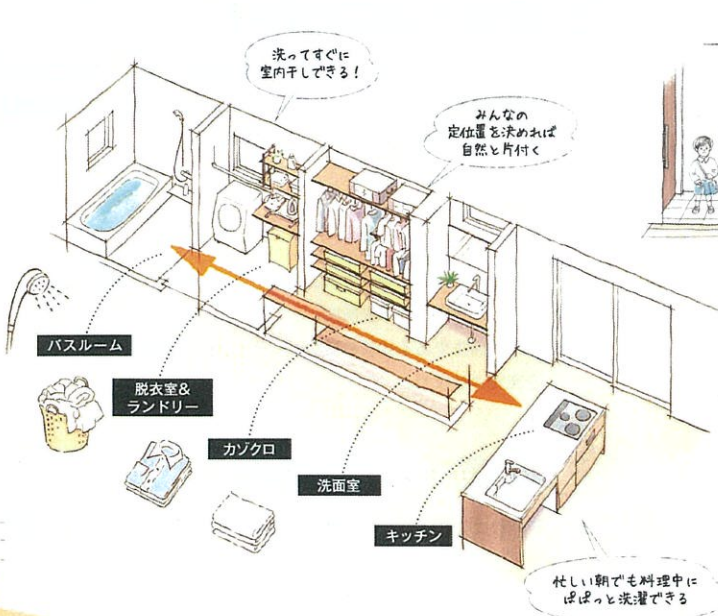 洗ってすぐに
室内干しできる!
みんなの
定位置を決めれば
自然と片付く
バスルーム
脱衣室&
ランドリー
カゾクロ
洗面室
キッチン
忙しい朝でも料理中に
ぱぱっと洗濯できる